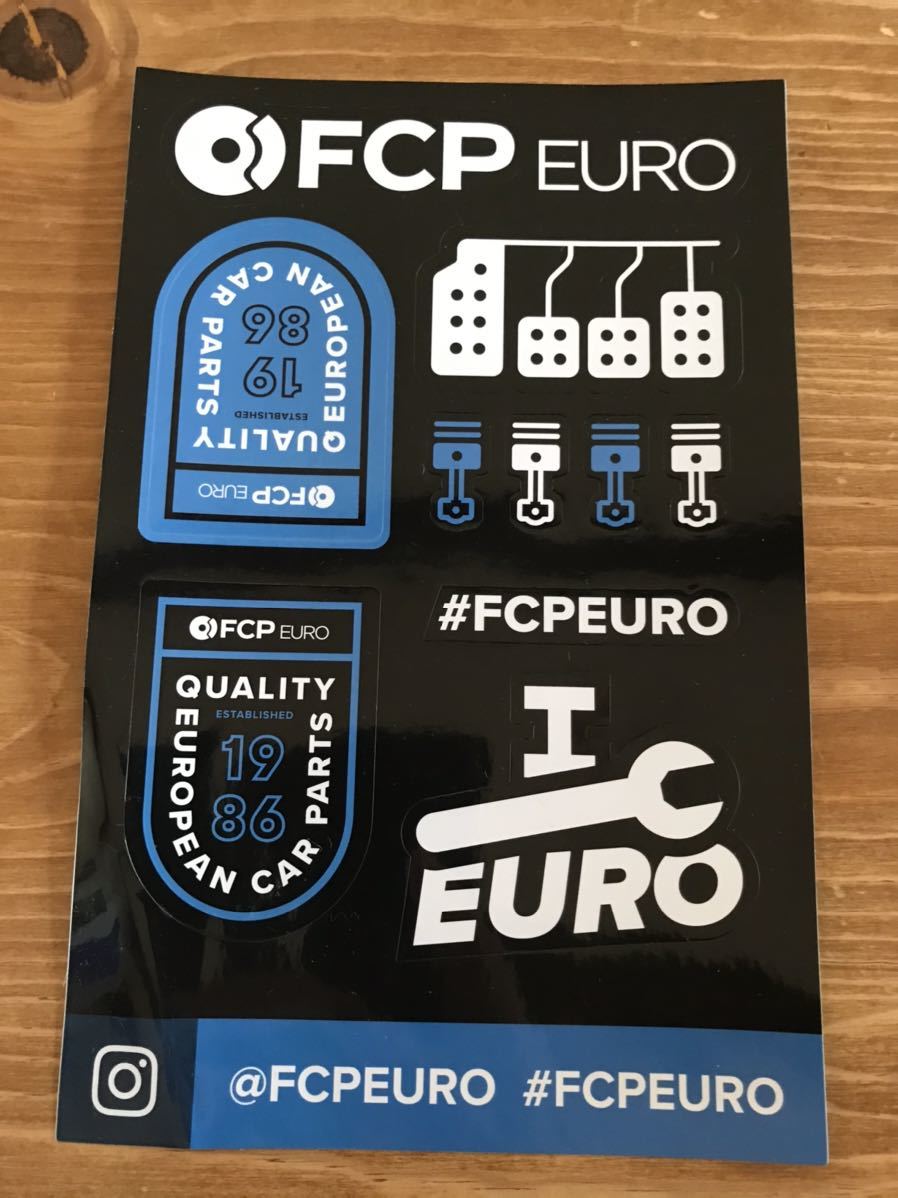 FCP EURO
QUALITY
EUROPEAN CAR PARTS
ESTABLISHED
19
86
FCP EURO
FCP EURO
QUALITY
ESTABLISHED
19
86
EUROPEAN CAR PARTS
#FCPEURO
I
EURO
@FCPEURO #FCPEURO